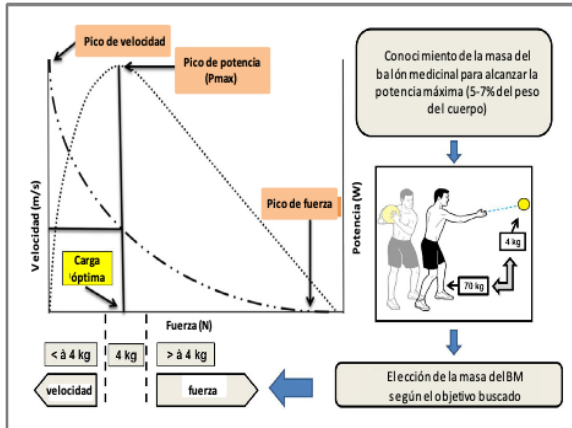 Pico de velocidad
Pico de potencia
(Pmax)
Pico de fuerza
Velocidad (m/s)
Potencia (W)
Carga
óptima
Fuerza (N)
< à 4 kg
4 kg
> à 4 kg
velocidad
fuerza
Conocimiento de la masa del
balón medicinal para alcanzar la
potencia máxima (5-7% del peso
del cuerpo)
4 kg
70 kg
Elección de la masa del BM
según el objetivo buscado